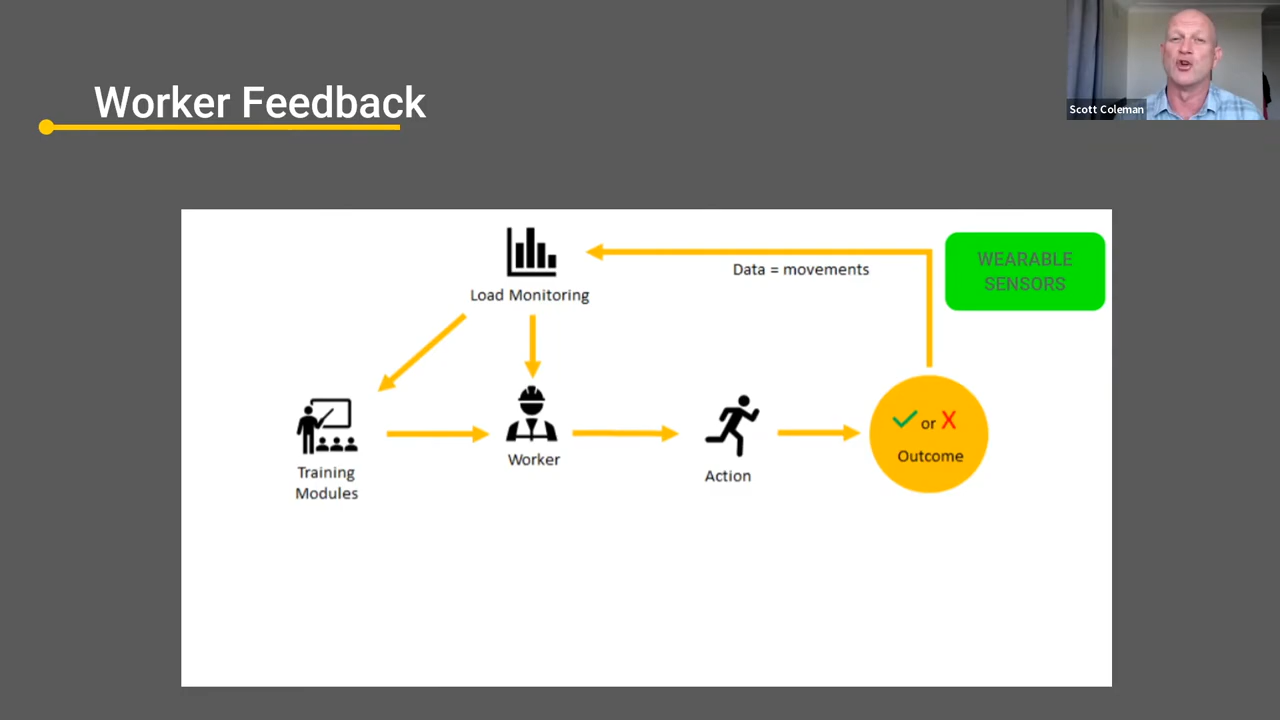 Worker Feedback
Scott Coleman
WEARABLE
SENSORS
Data = movements
Load Monitoring
✓ or X
Outcome
Worker
Action
Training
Modules